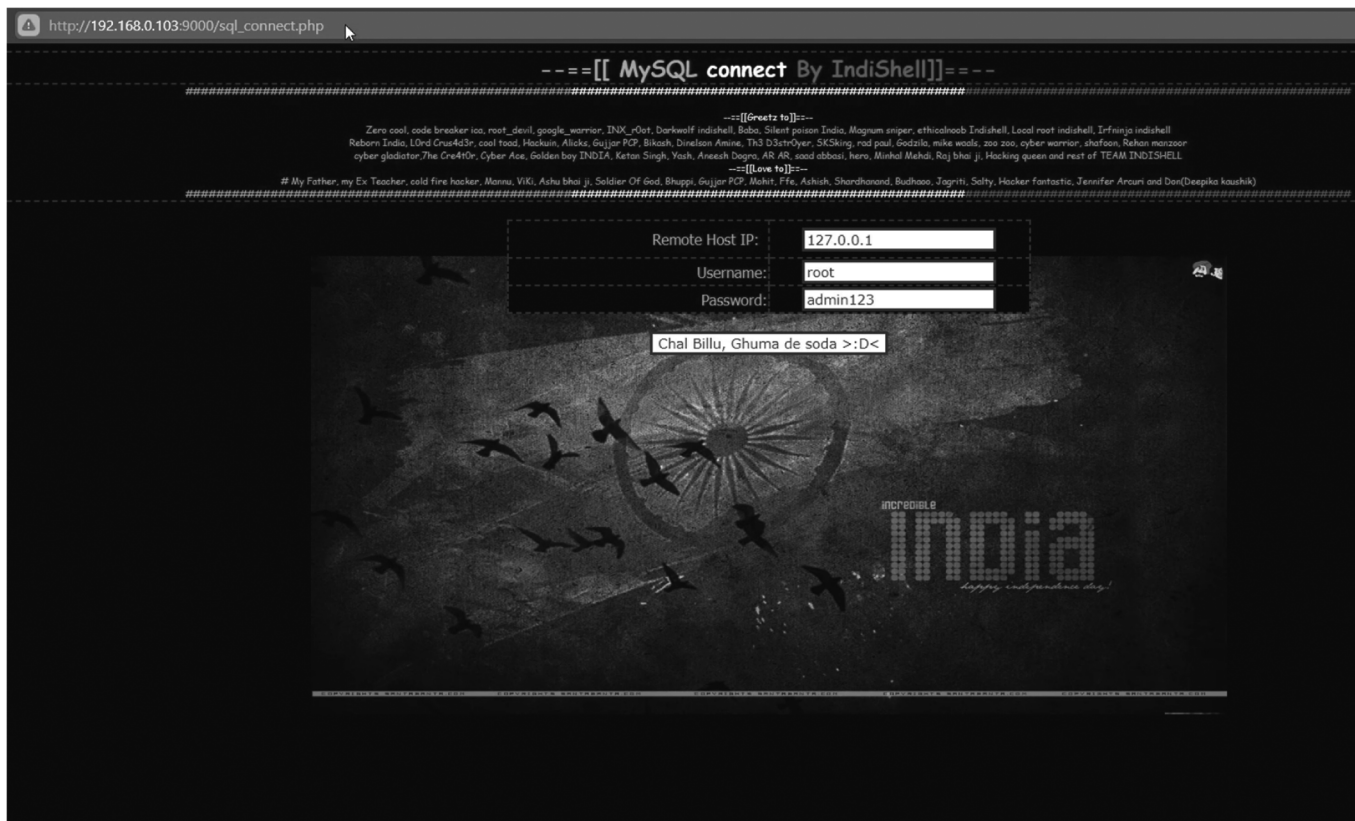 http://192.168.0.103:9000/sql_connect.php
--==[[ MySQL connect By IndiShell]]==--
--==[[Greetz to]]==--
Zero cool, code breaker ica, root_devil, google_warrior, INX_r0ot, Darkwolf indishell, Baba, Silent poison India, Magnum sniper, ethicalnoob Indishell, Local root indishell, Irfninja indishell
Reborn India, L0rd Crus4d3r, cool toad, Hackuin, Alicks, Gujjar PCP, Bikash, Dinelson Amine, Th3 D3str0yer, SKSking, rad paul, Godzila, mike waals, zoo zoo, cyber warrior, shafoon, Rehan manzoor
cyber gladiator,7he Cre4t0r, Cyber Ace, Golden boy INDIA, Ketan Singh, Yash, Aneesh Dogra, AR AR, saad abbasi, hero, Minhal Mehdi, Raj bhai ji, Hacking queen and rest of TEAM INDISHELL
--==[[Love to]]==--
# My Father, my Ex Teacher, cold fire hacker, Mannu, ViKi, Ashu bhai ji, Soldier Of God, Bhuppi, Gujjar PCP, Mohit, Ffe, Ashish, Shardhanand, Budhaoo, Jagriti, Salty, Hacker fantastic, Jennifer Arcuri and Don(Deepika kaushik)
Remote Host IP: 127.0.0.1
Username: root
Password: admin123
Chal Billu, Ghuma de soda >:D<
incredible
india
happy independence day!